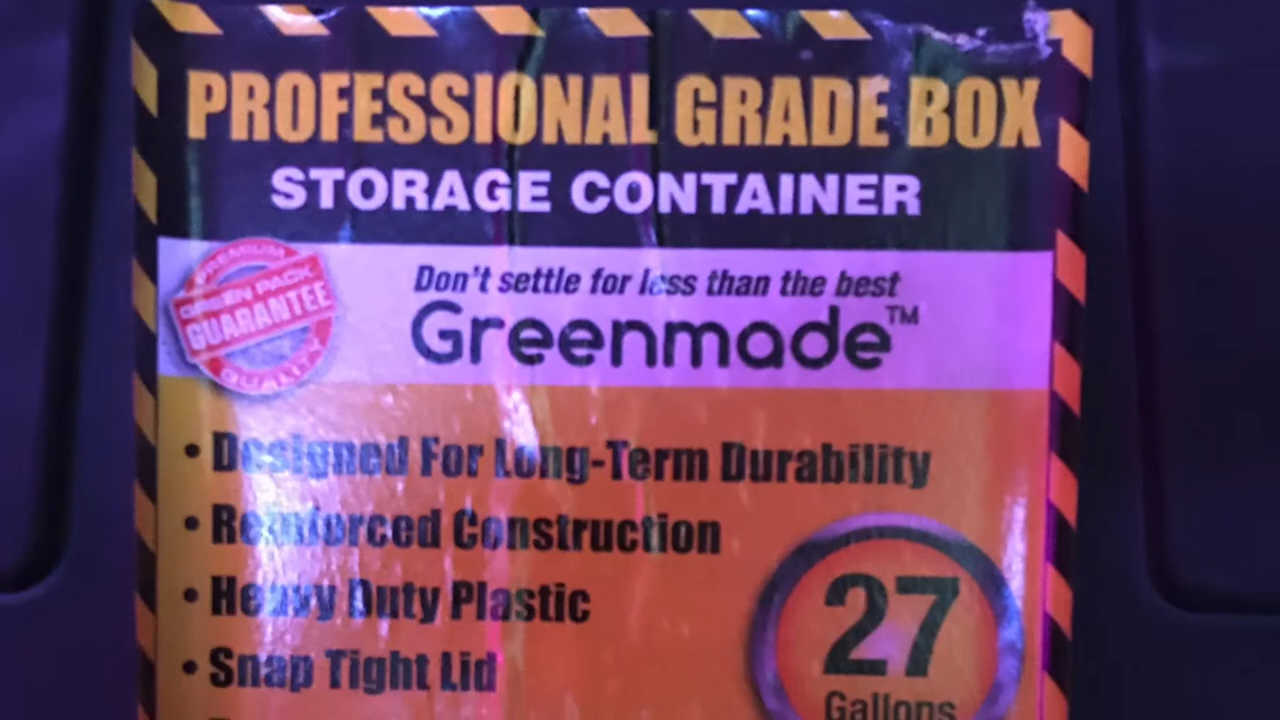 PROFESSIONAL GRADE BOX
STORAGE CONTAINER
PREMIUM
GREEN PACK
GUARANTEE
QUALITY
Don't settle for less than the best
Greenmade™
• Designed For Long-Term Durability
• Reinforced Construction
• Heavy Duty Plastic
• Snap Tight Lid
27
Gallons